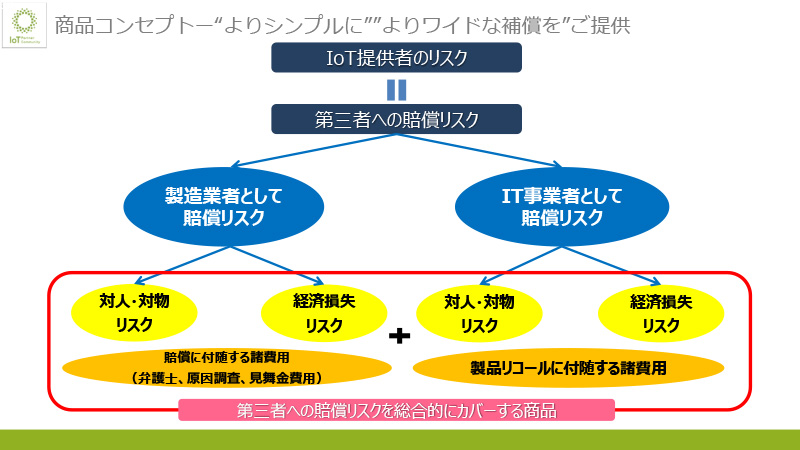 IoT Partner Community
商品コンセプトー“よりシンプルに””よりワイドな補償を”ご提供
IoT提供者のリスク
第三者への賠償リスク
製造業者として
賠償リスク
IT事業者として
賠償リスク
対人・対物
リスク
経済損失
リスク
対人・対物
リスク
経済損失
リスク
+
賠償に付随する諸費用
（弁護士、原因調査、見舞金費用）
製品リコールに付随する諸費用
第三者への賠償リスクを総合的にカバーする商品